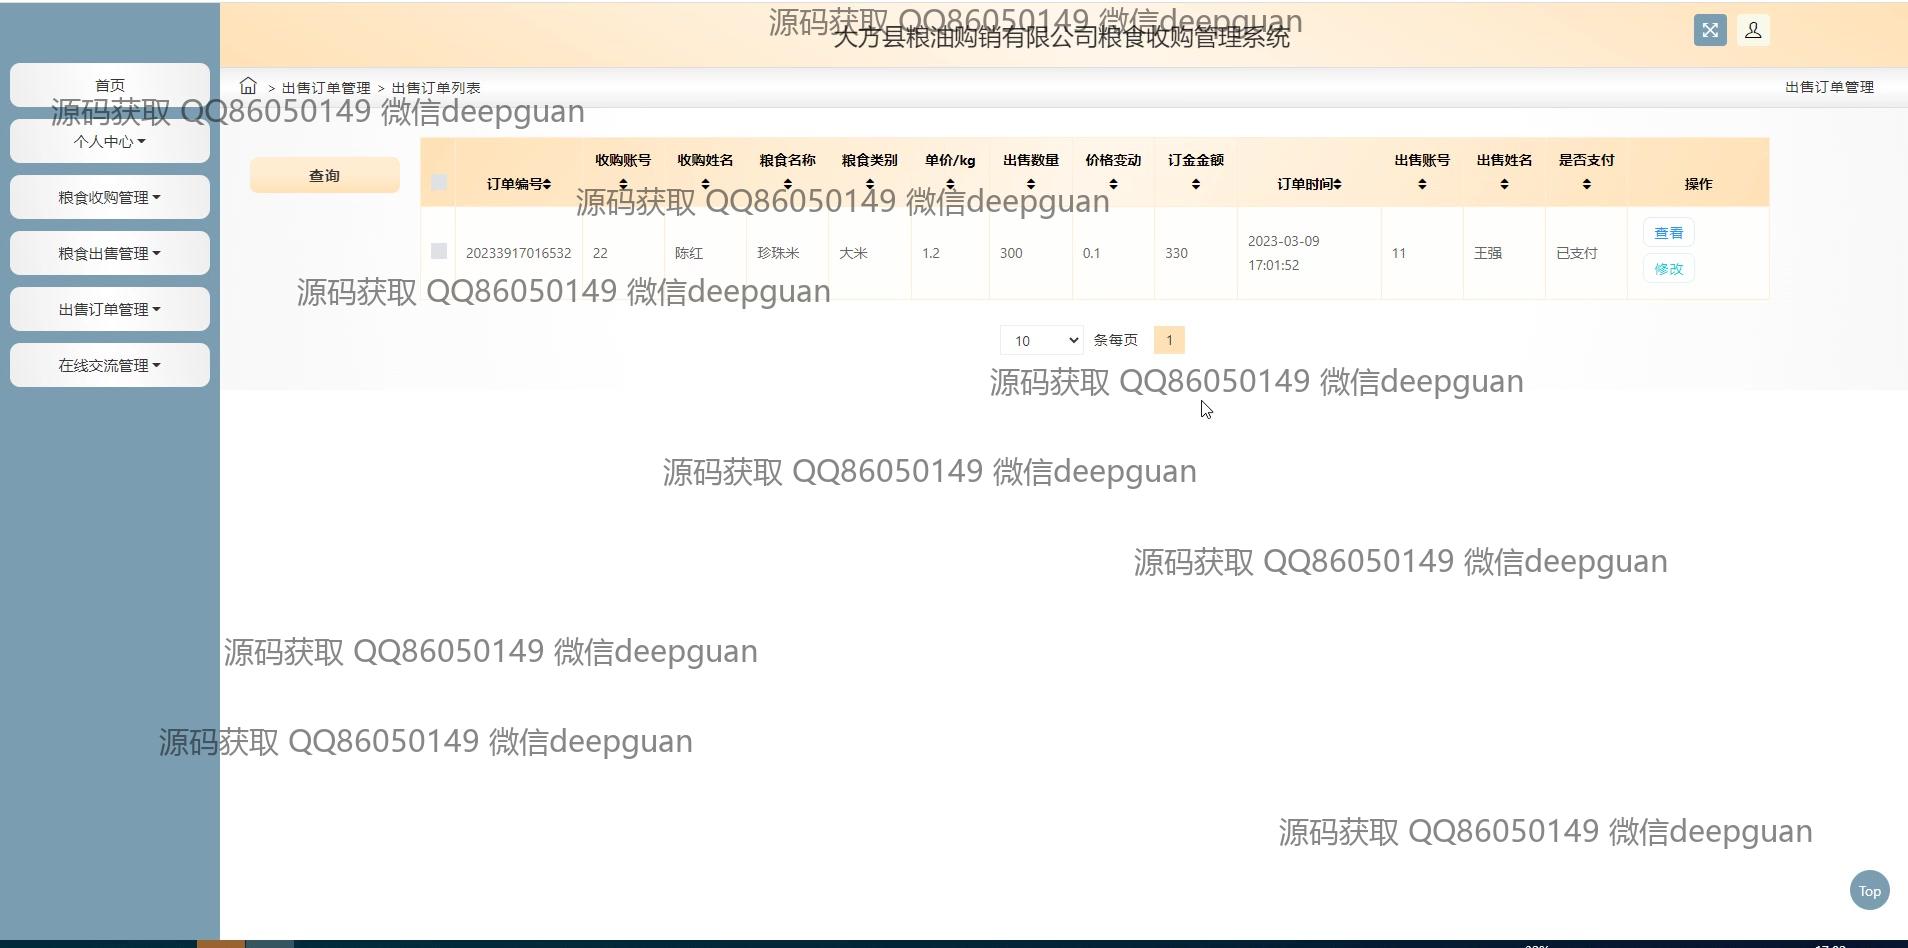 源码获取 QQ86050149 微信deepguan
大方县粮油购销有限公司粮食收购管理系统
首页
> 出售订单管理 > 出售订单列表
出售订单管理
源码获取 QQ86050149 微信deepguan
个人中心
粮食收购管理
粮食出售管理
出售订单管理
在线交流管理
查询
订单编号 收购账号 收购姓名 粮食名称 粮食类别 单价/kg 出售数量 价格变动 订金金额 订单时间 出售账号 出售姓名 是否支付 操作
源码获取 QQ86050149 微信deepguan
20233917016532 22 陈红 珍珠米 大米 1.2 300 0.1 330 2023-03-09 17:01:52 11 王强 已支付 查看
修改
源码获取 QQ86050149 微信deepguan
10 条每页 1
源码获取 QQ86050149 微信deepguan
源码获取 QQ86050149 微信deepguan
源码获取 QQ86050149 微信deepguan
源码获取 QQ86050149 微信deepguan
源码获取 QQ86050149 微信deepguan
源码获取 QQ86050149 微信deepguan
Top